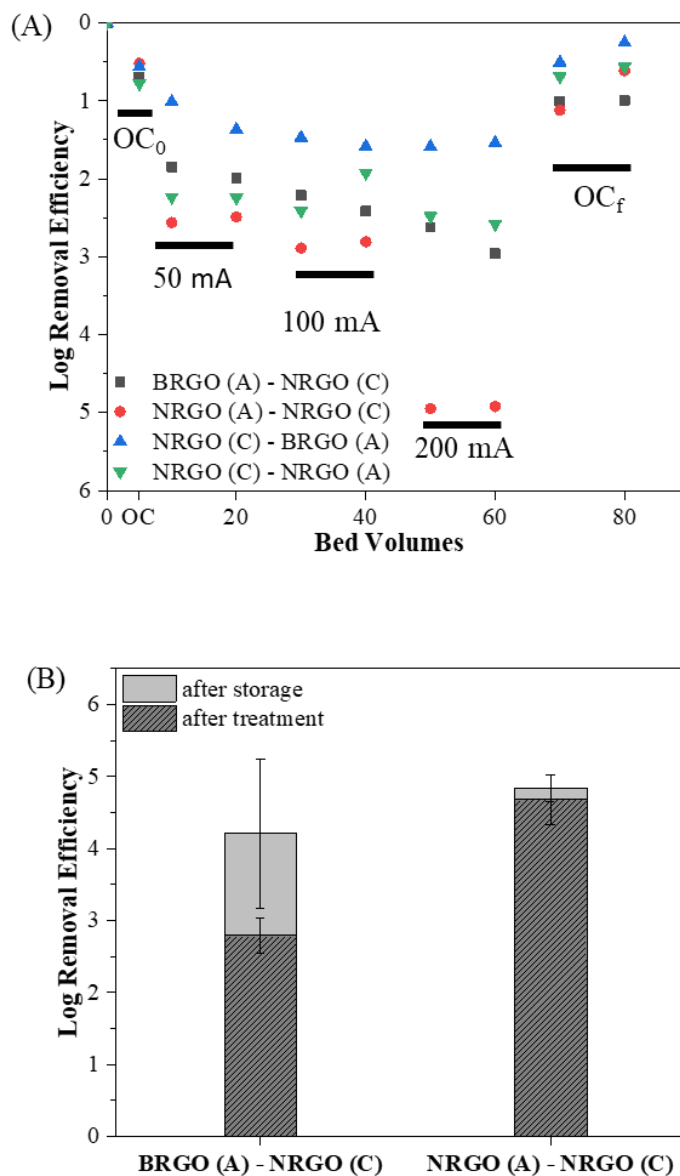 (A)
Log Removal Efficiency
0
1
2
3
4
5
6
OC0
50 mA
100 mA
200 mA
OCf
BRGO (A) - NRGO (C)
NRGO (A) - NRGO (C)
NRGO (C) - BRGO (A)
NRGO (C) - NRGO (A)
0 OC 20 40 60 80
Bed Volumes
(B)
after storage
after treatment
Log Removal Efficiency
6
5
4
3
2
1
0
BRGO (A) - NRGO (C) NRGO (A) - NRGO (C)